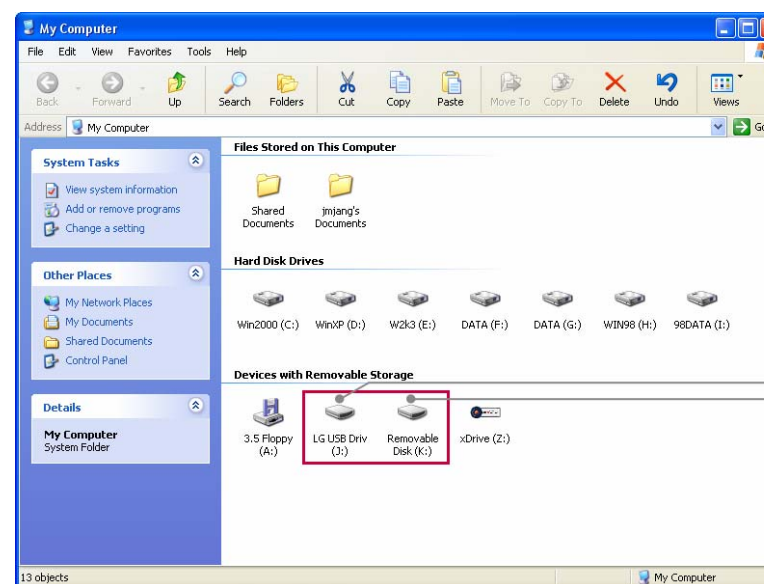 My Computer
File Edit View Favorites Tools Help
Back Forward Up Search Folders Cut Copy Paste Move To Copy To Delete Undo Views
Address My Computer
System Tasks
View system information
Add or remove programs
Change a setting
Other Places
My Network Places
My Documents
Shared Documents
Control Panel
Details
My Computer
System Folder
Files Stored on This Computer
Shared Documents
jmjang's Documents
Hard Disk Drives
Win2000 (C:) WinXP (D:) W2k3 (E:) DATA (F:) DATA (G:) WIN98 (H:) 98DATA (I:)
Devices with Removable Storage
3.5 Floppy (A:)
LG USB Driv (J:)
Removable Disk (K:)
xDrive (Z:)
13 objects
My Computer